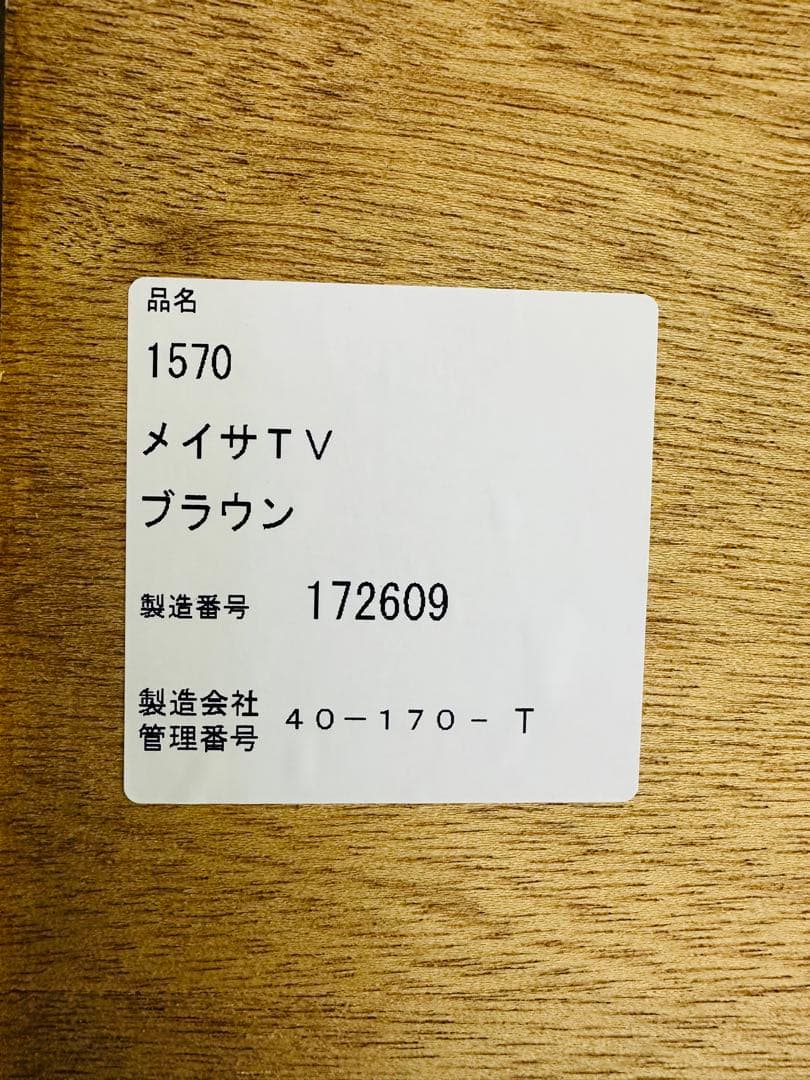 品名
1570
メイサTV
ブラウン
製造番号 172609
製造会社
管理番号 40-170- T